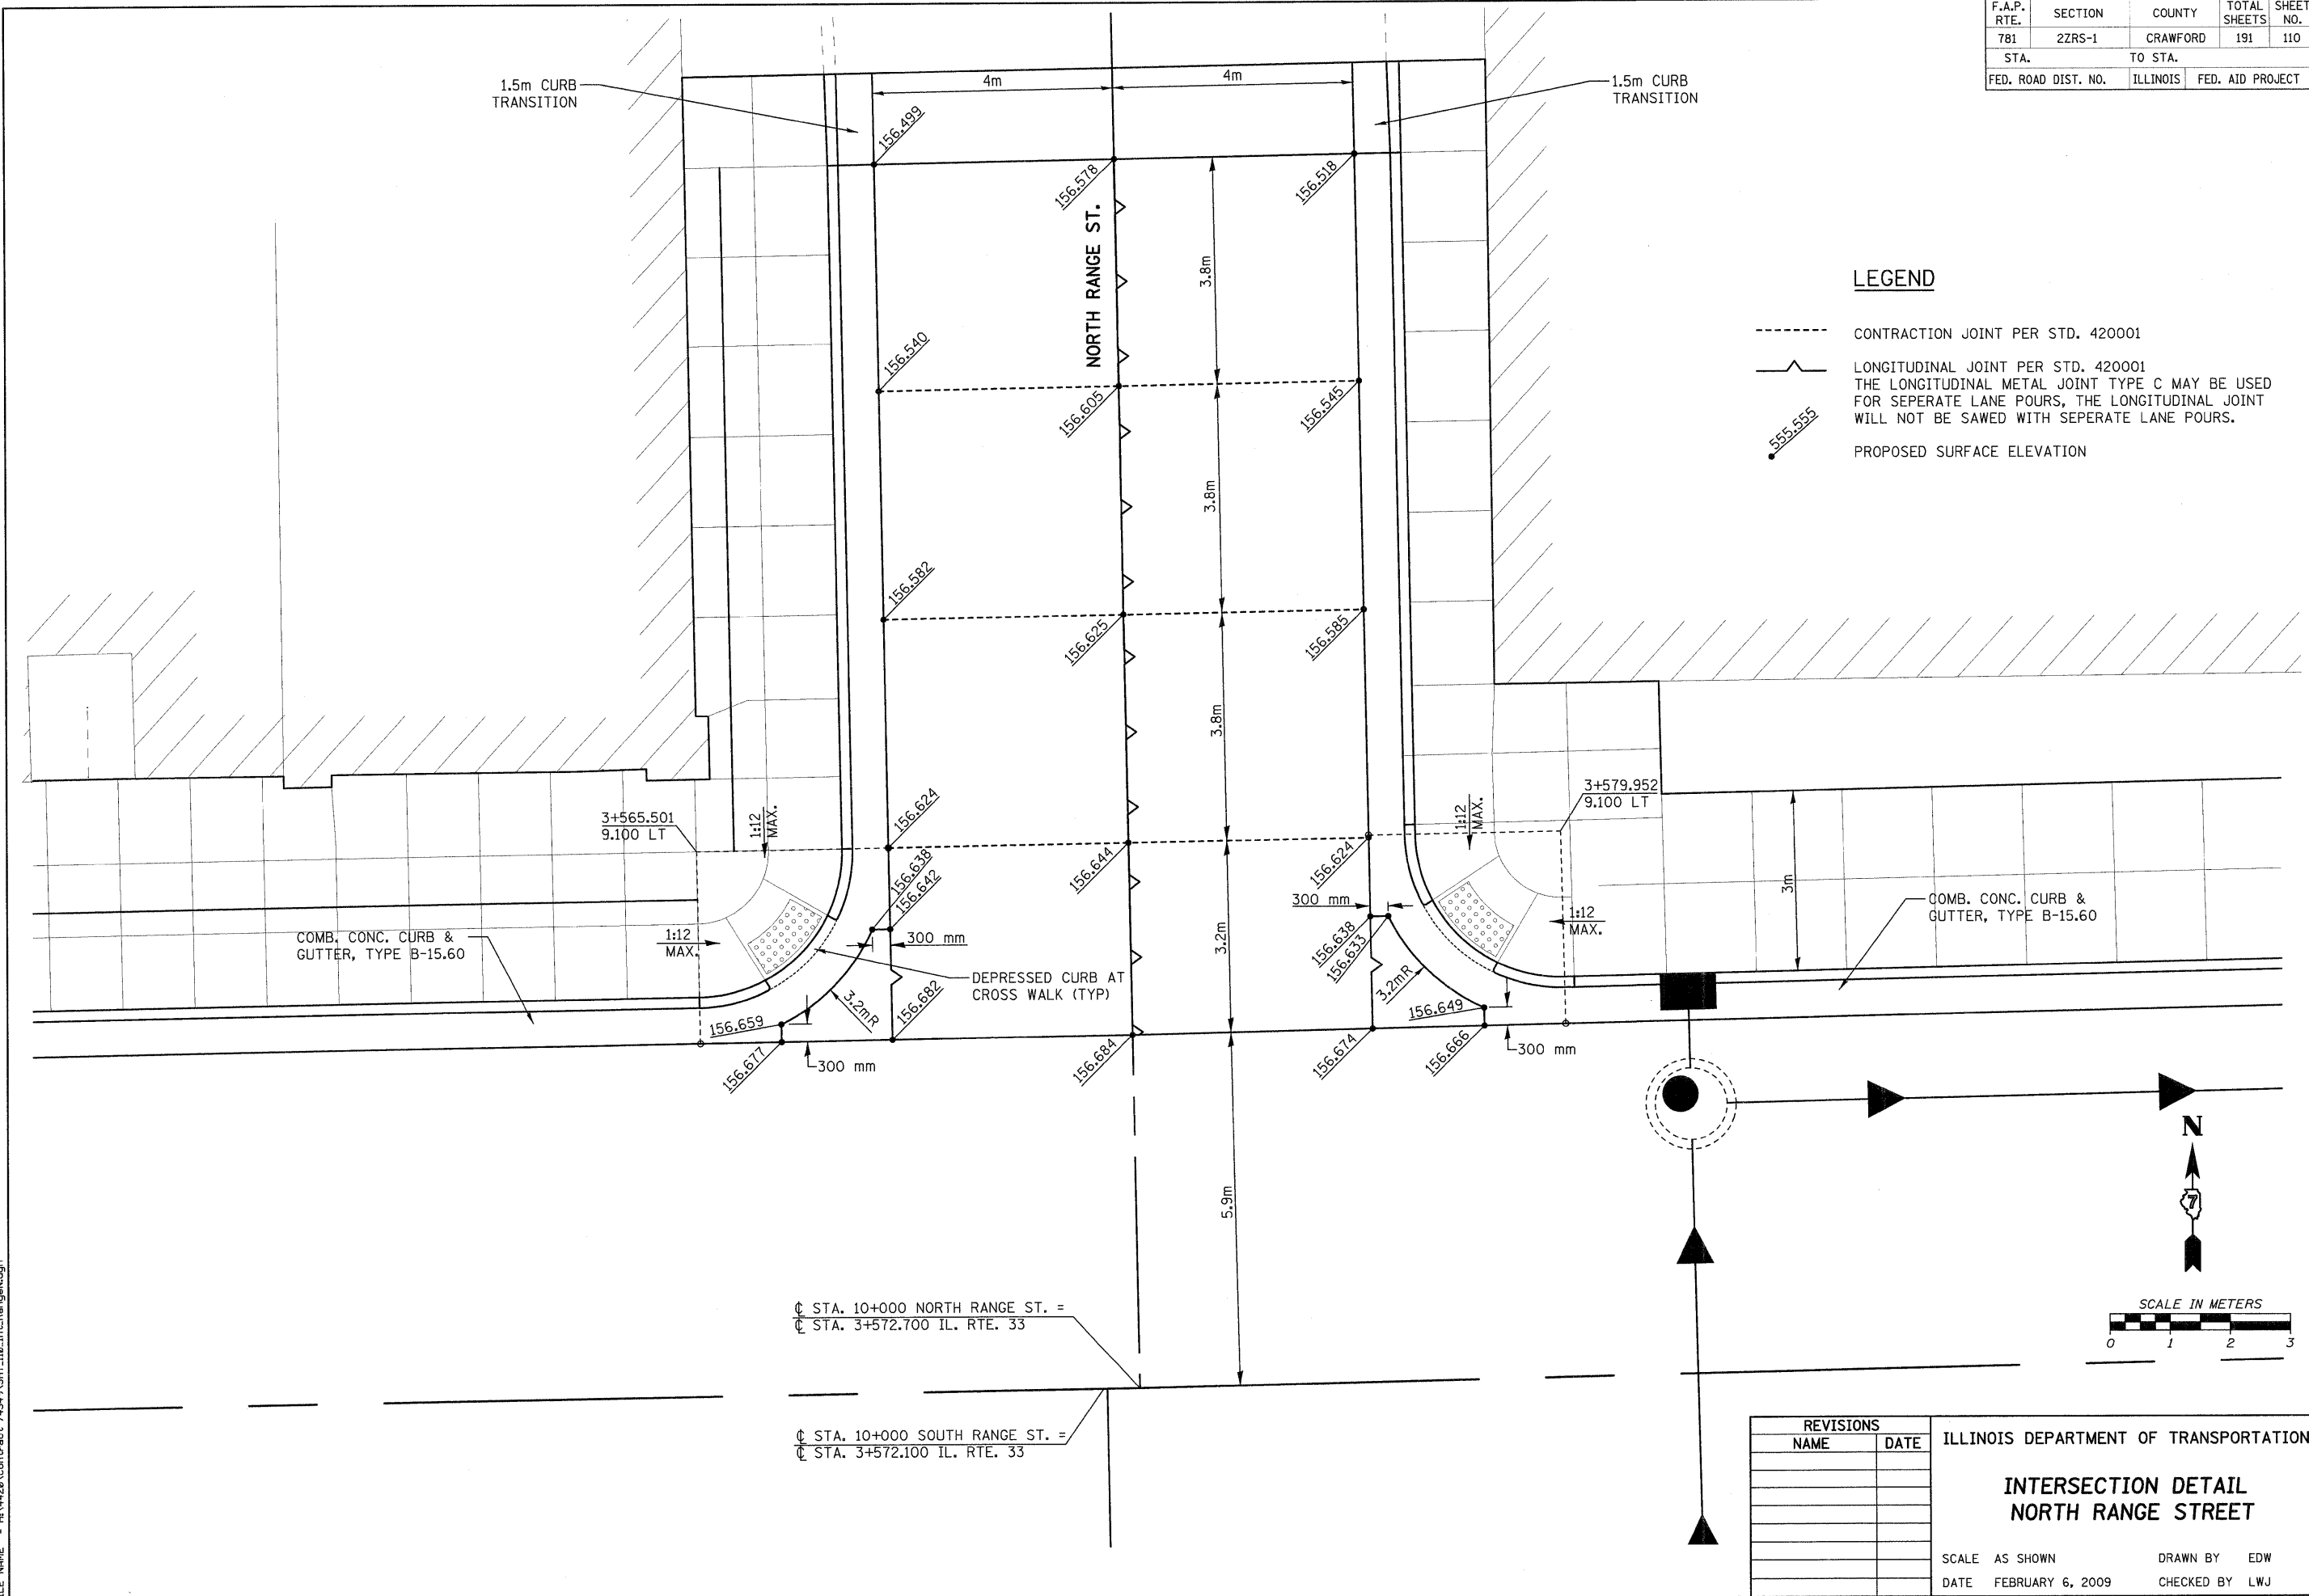 F.A.P. RTE. SECTION COUNTY TOTAL SHEETS SHEET NO.
781 2ZRS-1 CRAWFORD 191 110
STA. TO STA.
FED. ROAD DIST. NO. ILLINOIS FED. AID PROJECT
1.5m CURB
TRANSITION
4m
4m
1.5m CURB
TRANSITION
156.499
156.578
156.518
NORTH RANGE ST.
3.8m
LEGEND
CONTRACTION JOINT PER STD. 420001
LONGITUDINAL JOINT PER STD. 420001
THE LONGITUDINAL METAL JOINT TYPE C MAY BE USED
FOR SEPERATE LANE POURS, THE LONGITUDINAL JOINT
WILL NOT BE SAWED WITH SEPERATE LANE POURS.
555.555
PROPOSED SURFACE ELEVATION
156.540
156.605
156.545
3.8m
156.582
156.625
156.585
3.8m
3+565.501
9.100 LT
1:12
MAX.
156.624
156.638
156.642
156.644
156.624
1:12
MAX.
3+579.952
9.100 LT
3m
COMB. CONC. CURB &
GUTTER, TYPE B-15.60
1:12
MAX.
300 mm
DEPRESSED CURB AT
CROSS WALK (TYP)
3.2m
300 mm
156.638
156.633
1:12
MAX.
COMB. CONC. CURB &
GUTTER, TYPE B-15.60
156.659
3.2mR
156.682
156.677
300 mm
156.684
3.2mR
156.649
156.674
156.666
300 mm
5.9m
N
7
℄ STA. 10+000 NORTH RANGE ST. =
℄ STA. 3+572.700 IL. RTE. 33
SCALE IN METERS
0 1 2 3
℄ STA. 10+000 SOUTH RANGE ST. =
℄ STA. 3+572.100 IL. RTE. 33
REVISIONS
NAME DATE
ILLINOIS DEPARTMENT OF TRANSPORTATION
INTERSECTION DETAIL
NORTH RANGE STREET
SCALE AS SHOWN DRAWN BY EDW
DATE FEBRUARY 6, 2009 CHECKED BY LWJ